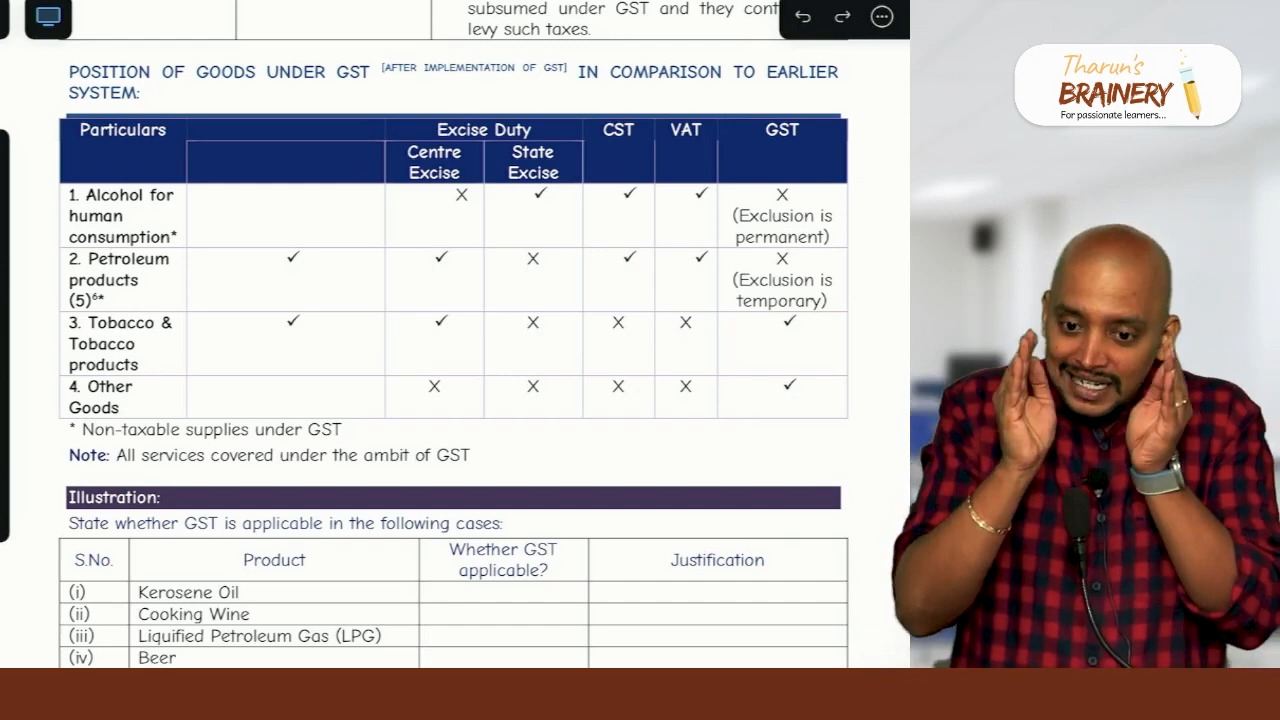 subsumed under GST and they cont
levy such taxes.
POSITION OF GOODS UNDER GST [AFTER IMPLEMENTATION OF GST] IN COMPARISON TO EARLIER
SYSTEM:
Particulars Excise Duty CST VAT GST
Centre Excise State Excise
1. Alcohol for human consumption* X ✓ ✓ ✓ X (Exclusion is permanent)
2. Petroleum products (5)⁶* ✓ ✓ X ✓ ✓ X (Exclusion is temporary)
3. Tobacco & Tobacco products ✓ ✓ X X X ✓
4. Other Goods X X X X ✓
* Non-taxable supplies under GST
Note: All services covered under the ambit of GST
Illustration:
State whether GST is applicable in the following cases:
S.No. Product Whether GST applicable? Justification
(i) Kerosene Oil
(ii) Cooking Wine
(iii) Liquified Petroleum Gas (LPG)
(iv) Beer
Tharun's
BRAINERY
For passionate learners...